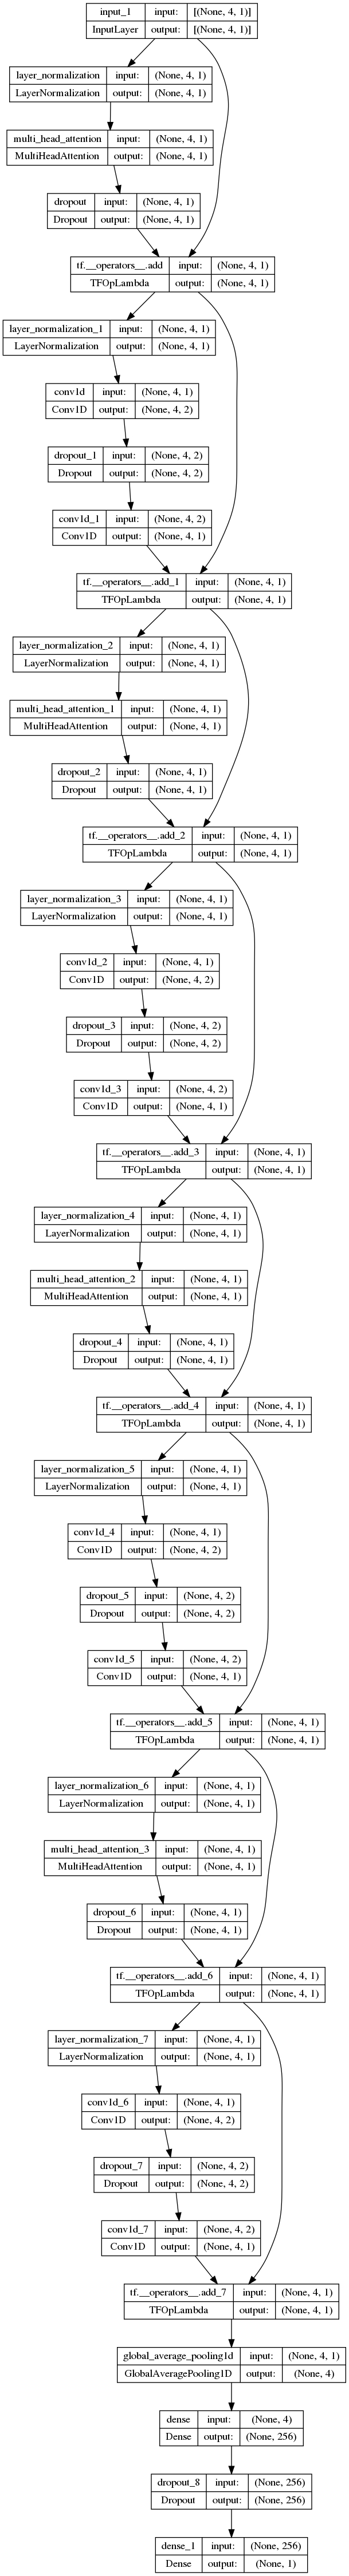 input_1 input: [(None, 4, 1)]
InputLayer output: [(None, 4, 1)]
layer_normalization input: (None, 4, 1)
LayerNormalization output: (None, 4, 1)
multi_head_attention input: (None, 4, 1)
MultiHeadAttention output: (None, 4, 1)
dropout input: (None, 4, 1)
Dropout output: (None, 4, 1)
tf.__operators__.add input: (None, 4, 1)
TFOpLambda output: (None, 4, 1)
layer_normalization_1 input: (None, 4, 1)
LayerNormalization output: (None, 4, 1)
conv1d input: (None, 4, 1)
Conv1D output: (None, 4, 2)
dropout_1 input: (None, 4, 2)
Dropout output: (None, 4, 2)
conv1d_1 input: (None, 4, 2)
Conv1D output: (None, 4, 1)
tf.__operators__.add_1 input: (None, 4, 1)
TFOpLambda output: (None, 4, 1)
layer_normalization_2 input: (None, 4, 1)
LayerNormalization output: (None, 4, 1)
multi_head_attention_1 input: (None, 4, 1)
MultiHeadAttention output: (None, 4, 1)
dropout_2 input: (None, 4, 1)
Dropout output: (None, 4, 1)
tf.__operators__.add_2 input: (None, 4, 1)
TFOpLambda output: (None, 4, 1)
layer_normalization_3 input: (None, 4, 1)
LayerNormalization output: (None, 4, 1)
conv1d_2 input: (None, 4, 1)
Conv1D output: (None, 4, 2)
dropout_3 input: (None, 4, 2)
Dropout output: (None, 4, 2)
conv1d_3 input: (None, 4, 2)
Conv1D output: (None, 4, 1)
tf.__operators__.add_3 input: (None, 4, 1)
TFOpLambda output: (None, 4, 1)
layer_normalization_4 input: (None, 4, 1)
LayerNormalization output: (None, 4, 1)
multi_head_attention_2 input: (None, 4, 1)
MultiHeadAttention output: (None, 4, 1)
dropout_4 input: (None, 4, 1)
Dropout output: (None, 4, 1)
tf.__operators__.add_4 input: (None, 4, 1)
TFOpLambda output: (None, 4, 1)
layer_normalization_5 input: (None, 4, 1)
LayerNormalization output: (None, 4, 1)
conv1d_4 input: (None, 4, 1)
Conv1D output: (None, 4, 2)
dropout_5 input: (None, 4, 2)
Dropout output: (None, 4, 2)
conv1d_5 input: (None, 4, 2)
Conv1D output: (None, 4, 1)
tf.__operators__.add_5 input: (None, 4, 1)
TFOpLambda output: (None, 4, 1)
layer_normalization_6 input: (None, 4, 1)
LayerNormalization output: (None, 4, 1)
multi_head_attention_3 input: (None, 4, 1)
MultiHeadAttention output: (None, 4, 1)
dropout_6 input: (None, 4, 1)
Dropout output: (None, 4, 1)
tf.__operators__.add_6 input: (None, 4, 1)
TFOpLambda output: (None, 4, 1)
layer_normalization_7 input: (None, 4, 1)
LayerNormalization output: (None, 4, 1)
conv1d_6 input: (None, 4, 1)
Conv1D output: (None, 4, 2)
dropout_7 input: (None, 4, 2)
Dropout output: (None, 4, 2)
conv1d_7 input: (None, 4, 2)
Conv1D output: (None, 4, 1)
tf.__operators__.add_7 input: (None, 4, 1)
TFOpLambda output: (None, 4, 1)
global_average_pooling1d input: (None, 4, 1)
GlobalAveragePooling1D output: (None, 4)
dense input: (None, 4)
Dense output: (None, 256)
dropout_8 input: (None, 256)
Dropout output: (None, 256)
dense_1 input: (None, 256)
Dense output: (None, 1)